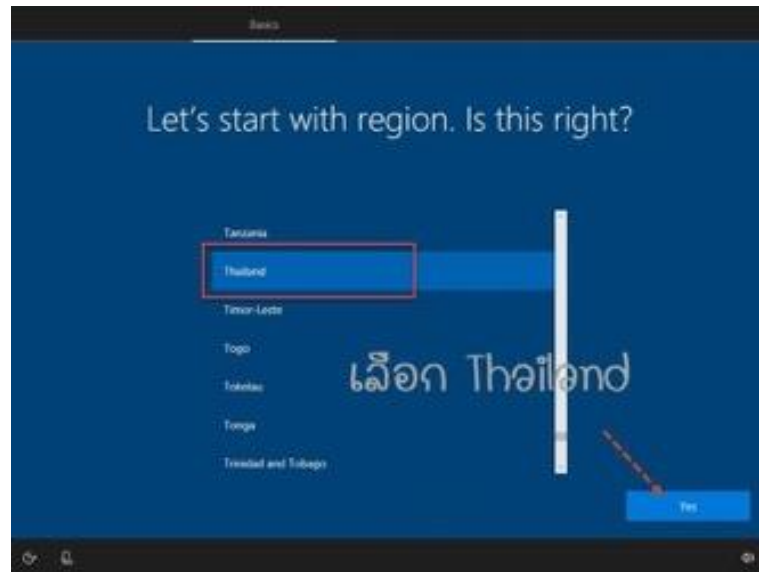 Basics
Let's start with region. Is this right?
Tanzania
Thailand
Timor-Leste
Togo
Tokelau
เลือก Thailand
Tonga
Trinidad and Tobago
Yes